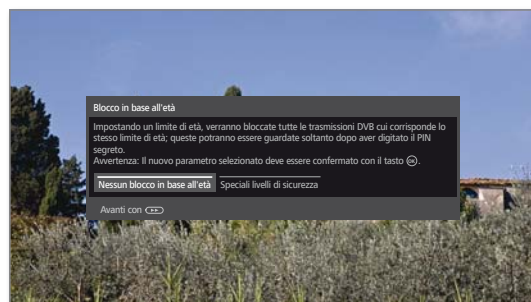 Blocco in base all'età
Impostando un limite di età, verranno bloccate tutte le trasmissioni DVB cui corrisponde lo
stesso limite di età; queste potranno essere guardate soltanto dopo aver digitato il PIN
segreto.
Avvertenza: Il nuovo parametro selezionato deve essere confermato con il tasto OK.
Nessun blocco in base all'età Speciali livelli di sicurezza
Avanti con